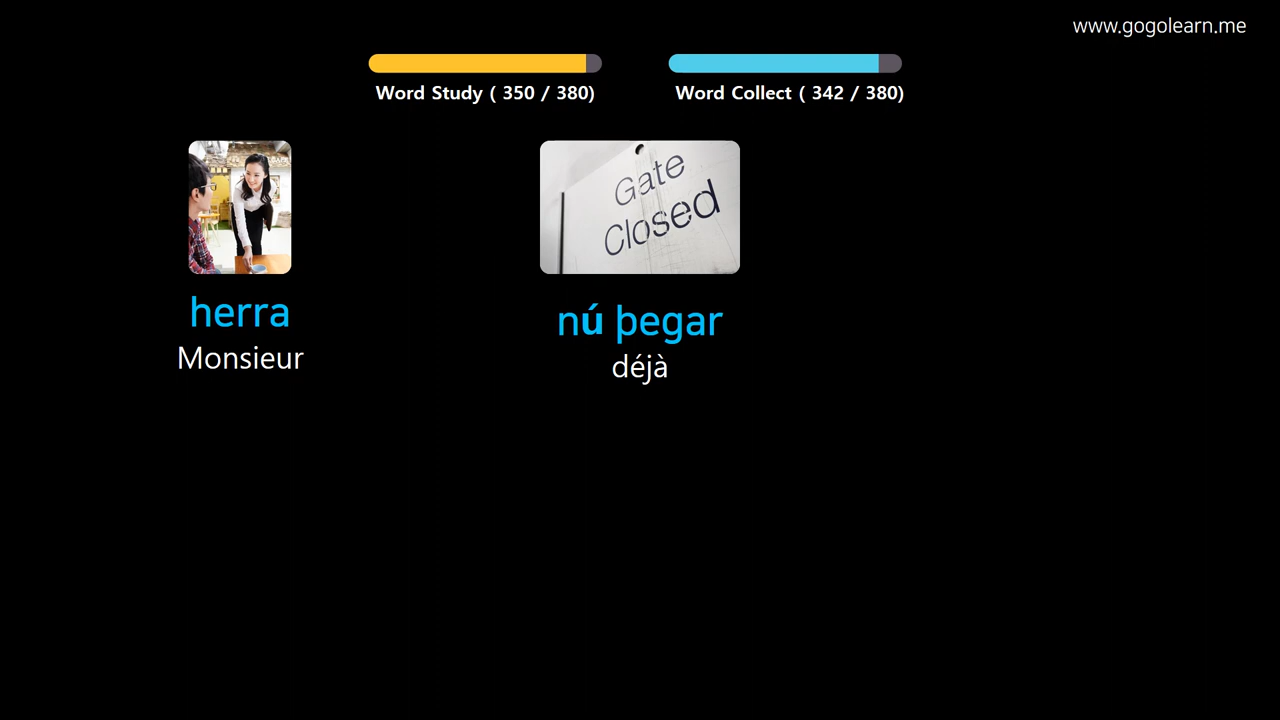 www.gogolearn.me
Word Study ( 350 / 380)
Word Collect ( 342 / 380)
Gate
Closed
herra
Monsieur
nú þegar
déjà